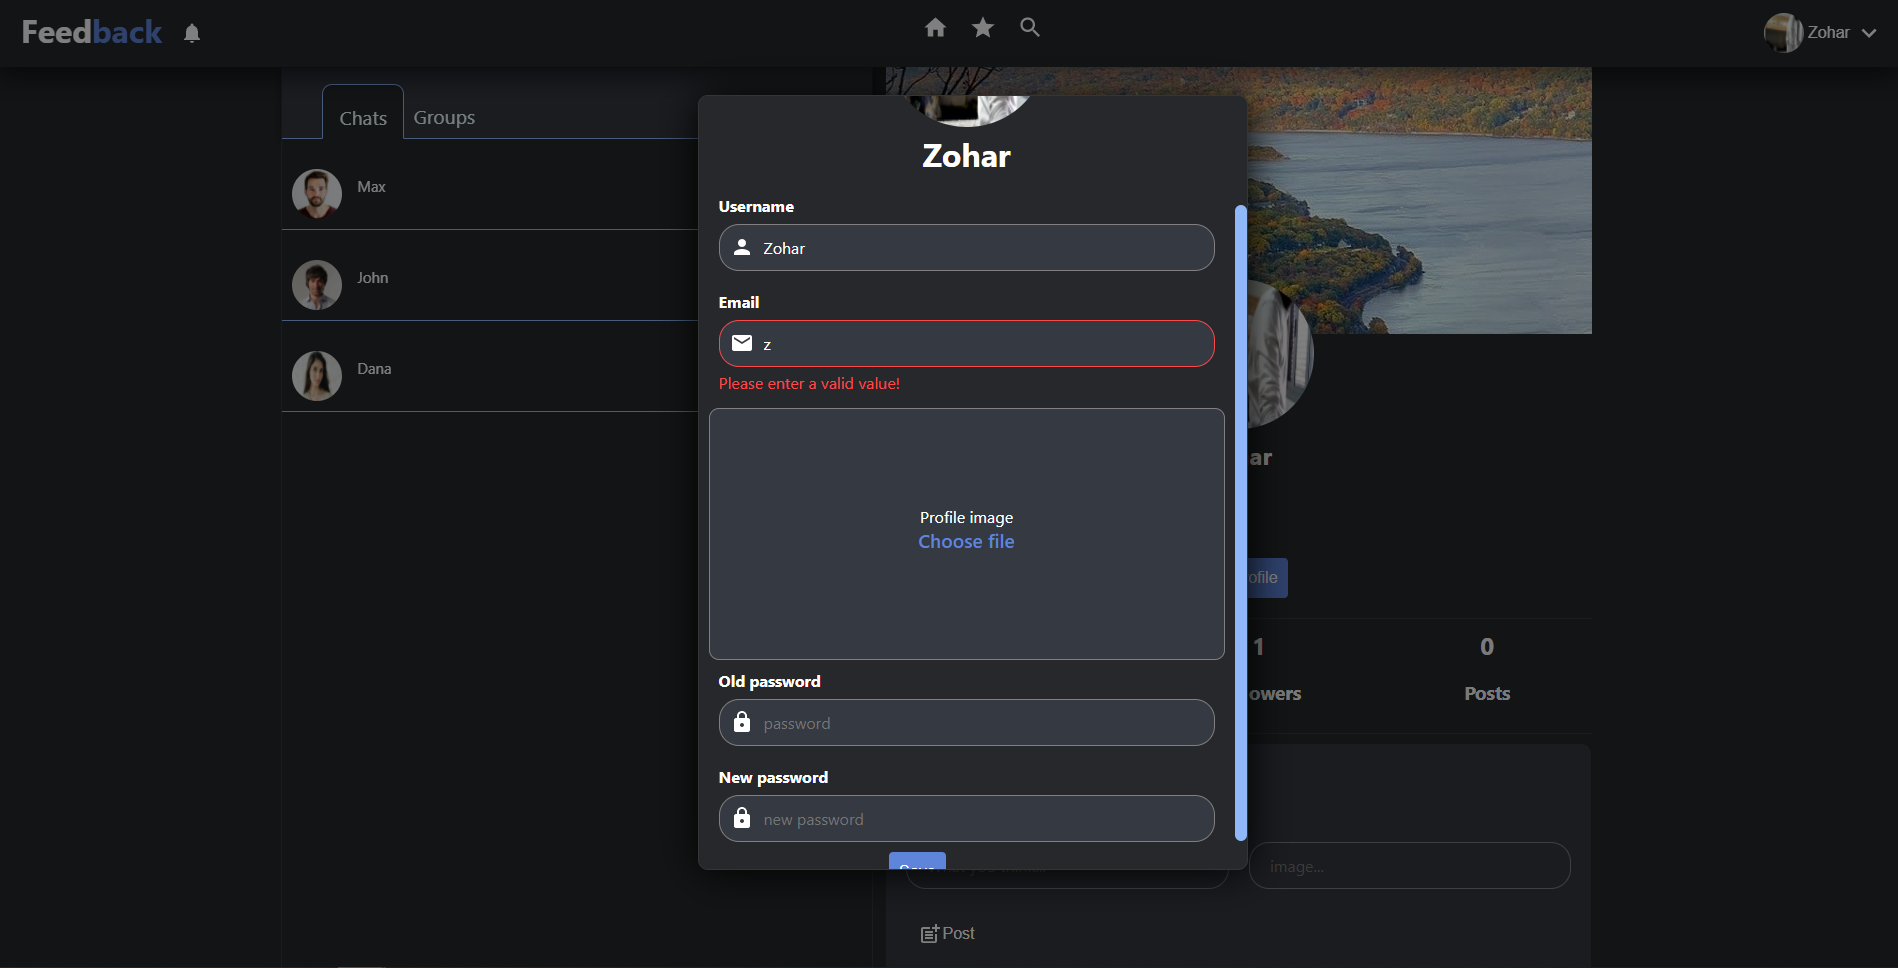 Feedback
Zohar
Chats
Groups
Max
John
Dana
Zohar
Username
Zohar
Email
z
Please enter a valid value!
Profile image
Choose file
Old password
password
New password
new password
Save
ar
ofile
1
owers
0
Posts
image...
Post